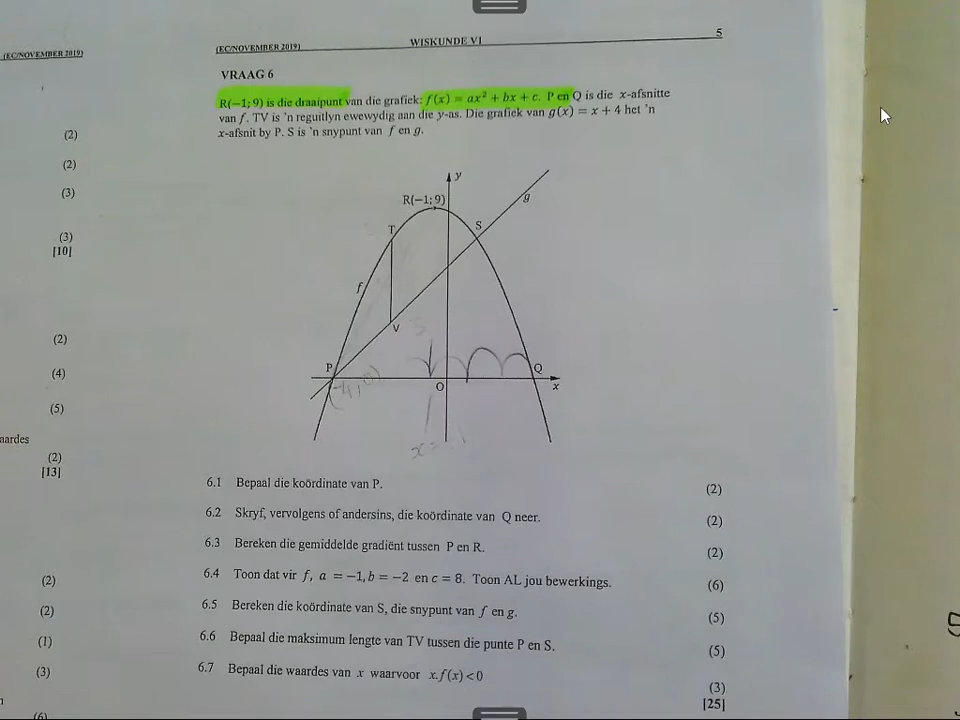 (EC/NOVEMBER 2019)
(2)
(2)
(3)
(3)
[10]
(2)
(4)
(5)
aardes
(2)
[13]
(2)
(2)
(1)
(3)
(6)
(EC/NOVEMBER 2019) WISKUNDE V1 5
VRAAG 6
R(−1; 9) is die draaipunt van die grafiek: f(x) = ax² + bx + c. P en Q is die x-afsnitte
van f. TV is 'n reguitlyn ewewydig aan die y-as. Die grafiek van g(x) = x + 4 het 'n
x-afsnit by P. S is 'n snypunt van f en g.
y
R(−1; 9)
g
T
S
f
V
P
Q
O
x
(-4,0)
x=
6.1 Bepaal die koördinate van P. (2)
6.2 Skryf, vervolgens of andersins, die koördinate van Q neer. (2)
6.3 Bereken die gemiddelde gradiënt tussen P en R. (2)
6.4 Toon dat vir f, a = −1, b = −2 en c = 8. Toon AL jou bewerkings. (6)
6.5 Bereken die koördinate van S, die snypunt van f en g. (5)
6.6 Bepaal die maksimum lengte van TV tussen die punte P en S. (5)
6.7 Bepaal die waardes van x waarvoor x.f(x) < 0 (3)
[25]